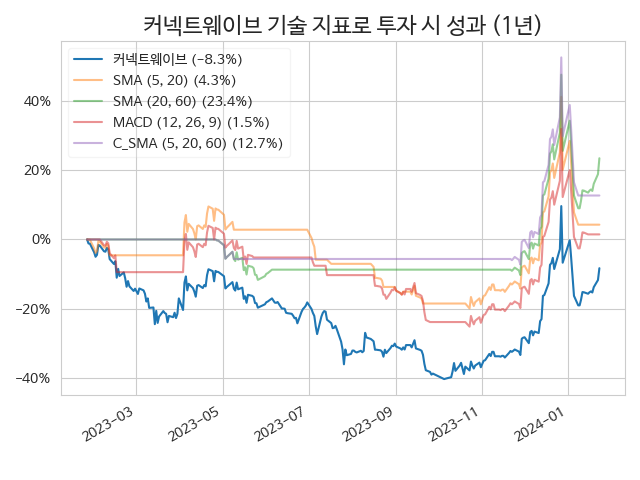 커넥트웨이브 기술 지표로 투자 시 성과 (1년)
커넥트웨이브 (−8.3%)
SMA (5, 20) (4.3%)
SMA (20, 60) (23.4%)
MACD (12, 26, 9) (1.5%)
C_SMA (5, 20, 60) (12.7%)
40%
20%
0%
−20%
−40%
2023−03
2023−05
2023−07
2023−09
2023−11
2024−01